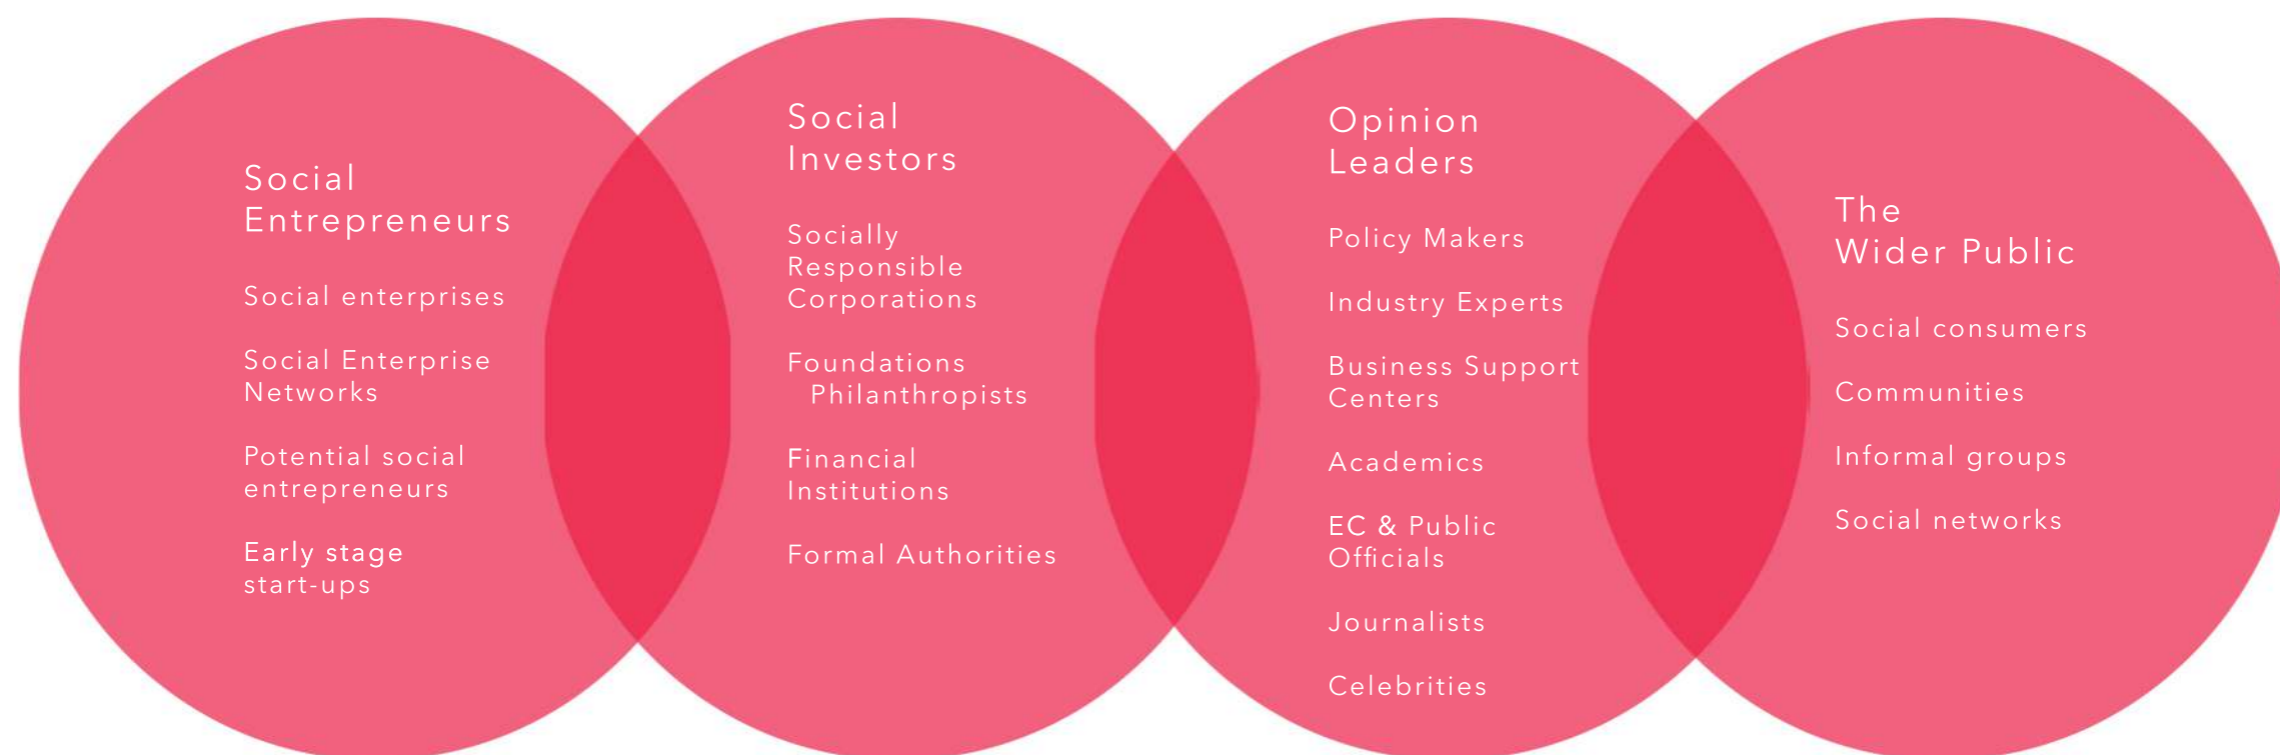 Social
Entrepreneurs
Social enterprises
Social Enterprise
Networks
Potential social
entrepreneurs
Early stage
start-ups
Social
Investors
Socially
Responsible
Corporations
Foundations
Philanthropists
Financial
Institutions
Formal Authorities
Opinion
Leaders
Policy Makers
Industry Experts
Business Support
Centers
Academics
EC & Public
Officials
Journalists
Celebrities
The
Wider Public
Social consumers
Communities
Informal groups
Social networks